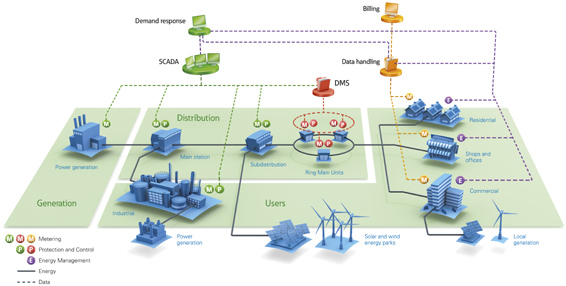 Billing
Demand response
SCADA
Data handling
DMS
M
E
Distribution
Residential
M
M P
M P
M P M P
M P
M
E
Power generation
Main station
Subdistribution
Ring Main Units
Shops and
offices
M P
M
E
Industrial
Commercial
Generation
Users
Power
generation
Solar and wind
energy parks
Local
generation
M M M Metering
P P Protection and Control
E Energy Management
Energy
Data